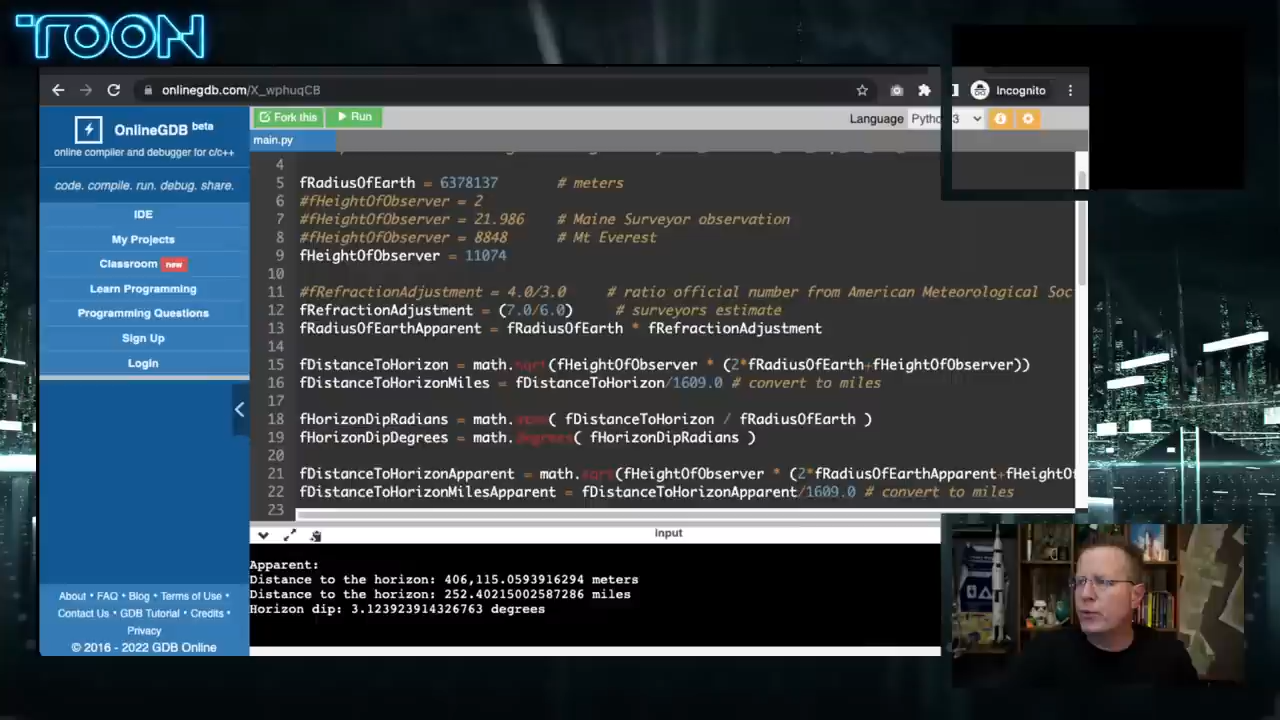 TOON
onlinegdb.com/X_wphuqCB
Incognito
OnlineGDB beta
online compiler and debugger for c/c++
code. compile. run. debug. share.
IDE
My Projects
Classroom new
Learn Programming
Programming Questions
Sign Up
Login
About • FAQ • Blog • Terms of Use •
Contact Us • GDB Tutorial • Credits •
Privacy
© 2016 - 2022 GDB Online
Fork this
Run
Language
3
main.py
4
5 fRadiusOfEarth = 6378137 # meters
6 #fHeightOfObserver = 2
7 #fHeightOfObserver = 21.986 # Maine Surveyor observation
8 #fHeightOfObserver = 8848 # Mt Everest
9 fHeightOfObserver = 11074
10
11 #fRefractionAdjustment = 4.0/3.0 # ratio official number from American Meteorological Soc
12 fRefractionAdjustment = (7.0/6.0) # surveyors estimate
13 fRadiusOfEarthApparent = fRadiusOfEarth * fRefractionAdjustment
14
15 fDistanceToHorizon = math.sqrt(fHeightOfObserver * (2*fRadiusOfEarth+fHeightOfObserver))
16 fDistanceToHorizonMiles = fDistanceToHorizon/1609.0 # convert to miles
17
18 fHorizonDipRadians = math.( fDistanceToHorizon / fRadiusOfEarth )
19 fHorizonDipDegrees = math.degrees( fHorizonDipRadians )
20
21 fDistanceToHorizonApparent = math.sqrt(fHeightOfObserver * (2*fRadiusOfEarthApparent+fHeightOf
22 fDistanceToHorizonMilesApparent = fDistanceToHorizonApparent/1609.0 # convert to miles
23
input
Apparent:
Distance to the horizon: 406,115.0593916294 meters
Distance to the horizon: 252.40215002587286 miles
Horizon dip: 3.123923914326763 degrees